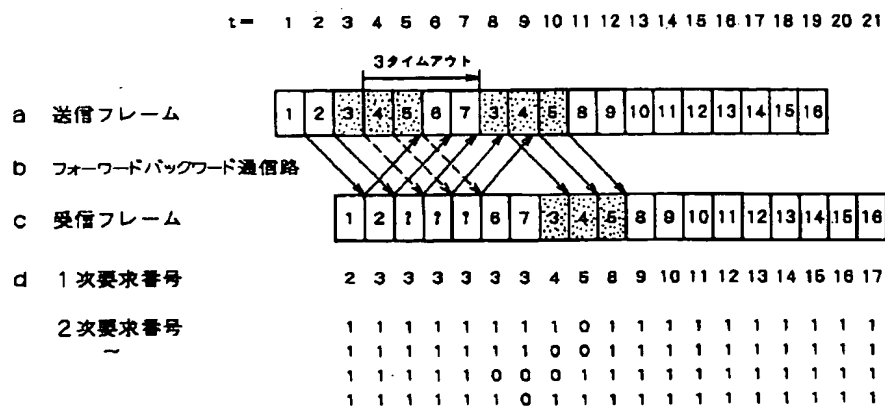 t= 1 2 3 4 5 6 7 8 9 10 11 12 13 14 15 16 17 18 19 20 21
3タイムアウト
a 送信フレーム 1 2 3 4 5 6 7 3 4 5 8 9 10 11 12 13 14 15 16
b フォーワードバックワード通信路
c 受信フレーム 1 2 ? ? ? 6 7 3 4 5 8 9 10 11 12 13 14 15 16
d 1次要求番号 2 3 3 3 3 3 3 4 5 8 9 10 11 12 13 14 15 16 17
2次要求番号 1 1 1 1 1 1 1 1 0 1 1 1 1 1 1 1 1 1 1
~ 1 1 1 1 1 1 1 0 0 1 1 1 1 1 1 1 1 1 1
1 1 1 1 1 0 0 0 1 1 1 1 1 1 1 1 1 1 1
1 1 1 1 1 1 0 1 1 1 1 1 1 1 1 1 1 1 1